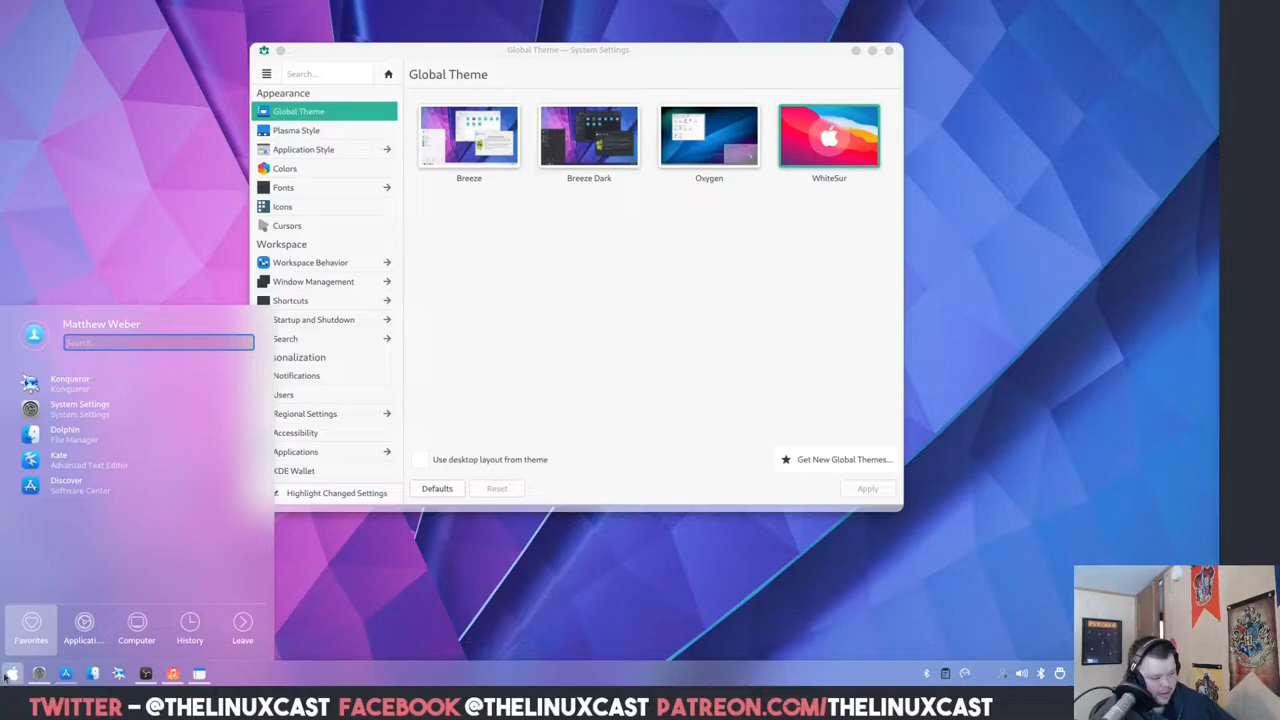 Global Theme — System Settings
Search...
Global Theme
Appearance
Global Theme
Plasma Style
Application Style
Colors
Fonts
Icons
Cursors
Workspace
Workspace Behavior
Window Management
Shortcuts
Startup and Shutdown
Search
sonalization
Notifications
Users
Regional Settings
Accessibility
Applications
KDE Wallet
Highlight Changed Settings
Breeze
Breeze Dark
Oxygen
WhiteSur
Use desktop layout from theme
Get New Global Themes...
Defaults
Reset
Apply
Matthew Weber
Search...
Konqueror
Konqueror
System Settings
System Settings
Dolphin
File Manager
Kate
Advanced Text Editor
Discover
Software Center
Favorites
Applicati...
Computer
History
Leave
TWITTER - @THELINUXCAST FACEBOOK @THELINUXCAST PATREON.COM/THELINUXCAST